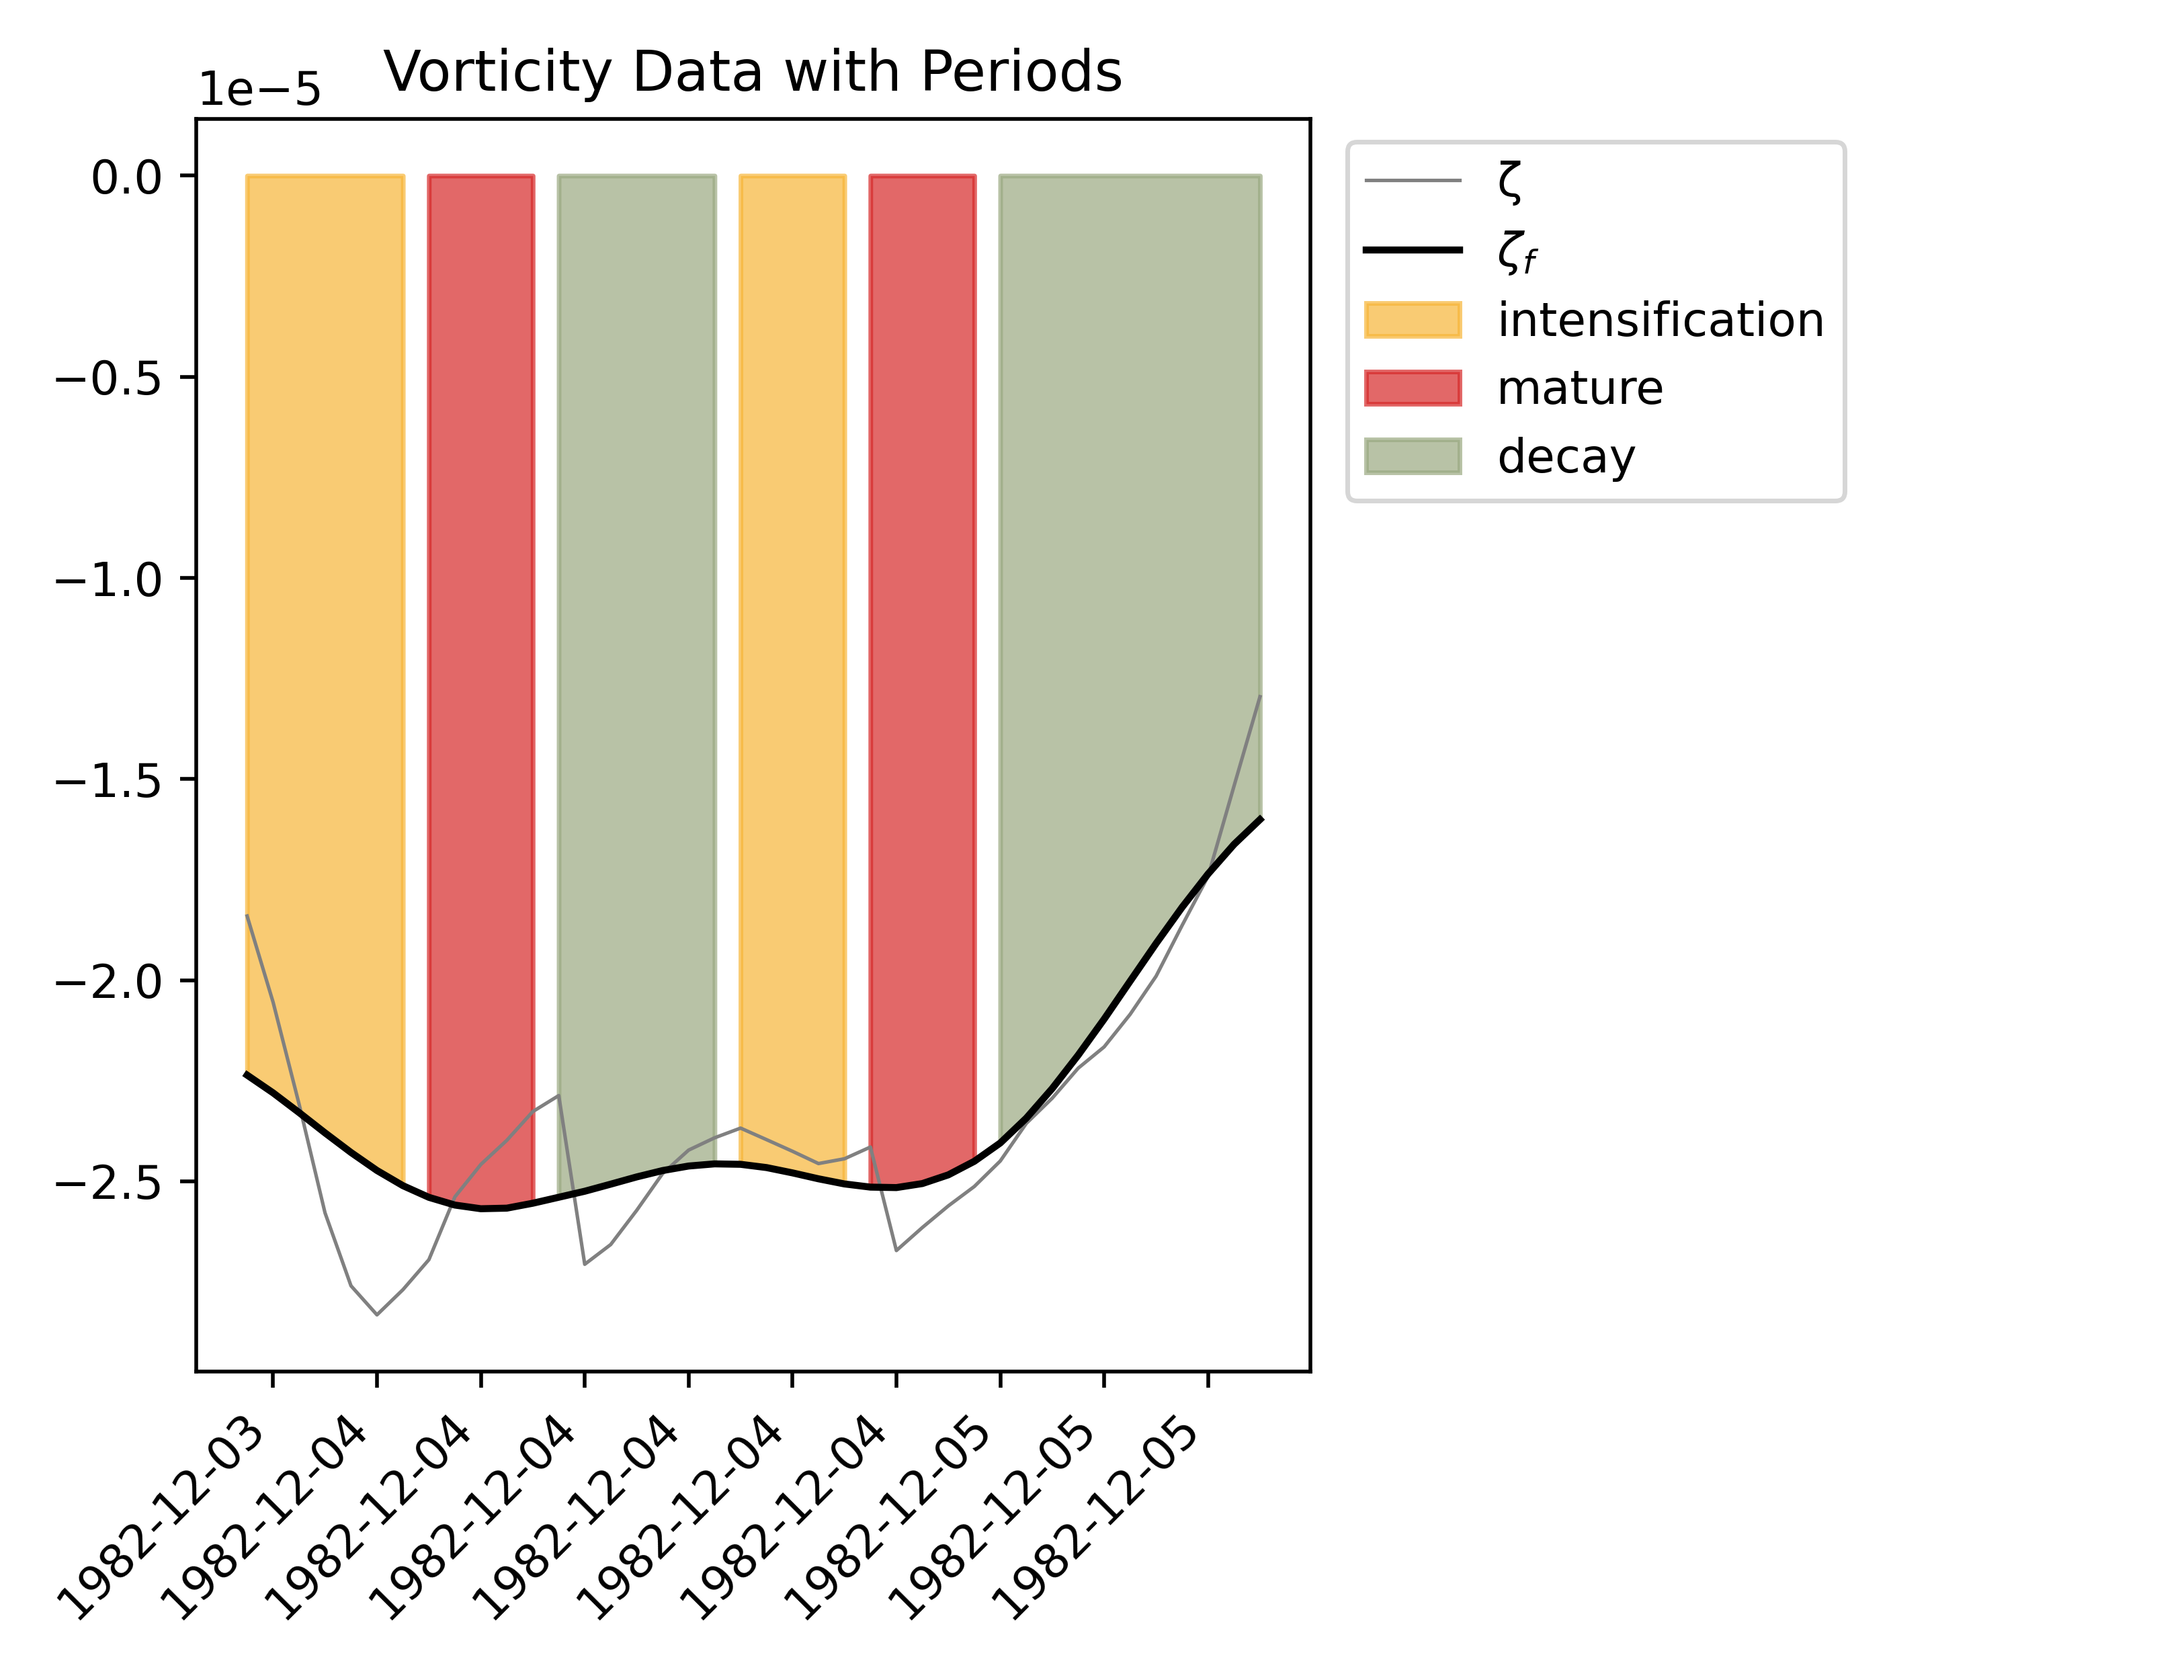 Vorticity Data with Periods
1e−5
0.0
−0.5
−1.0
−1.5
−2.0
−2.5
1982-12-03
1982-12-04
1982-12-04
1982-12-04
1982-12-04
1982-12-04
1982-12-04
1982-12-05
1982-12-05
1982-12-05
ζ
ζf
intensification
mature
decay